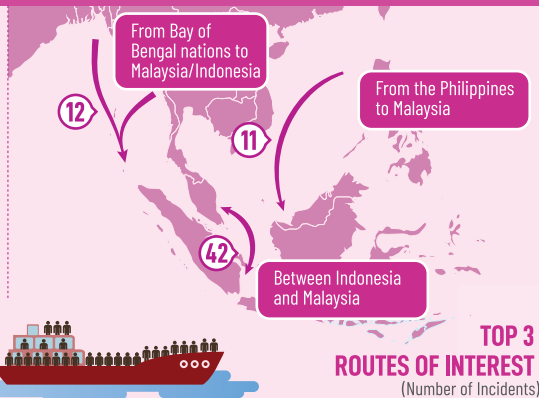 From Bay of
Bengal nations to
Malaysia/Indonesia
12
From the Philippines
to Malaysia
11
42
Between Indonesia
and Malaysia
TOP 3
ROUTES OF INTEREST
(Number of Incidents)